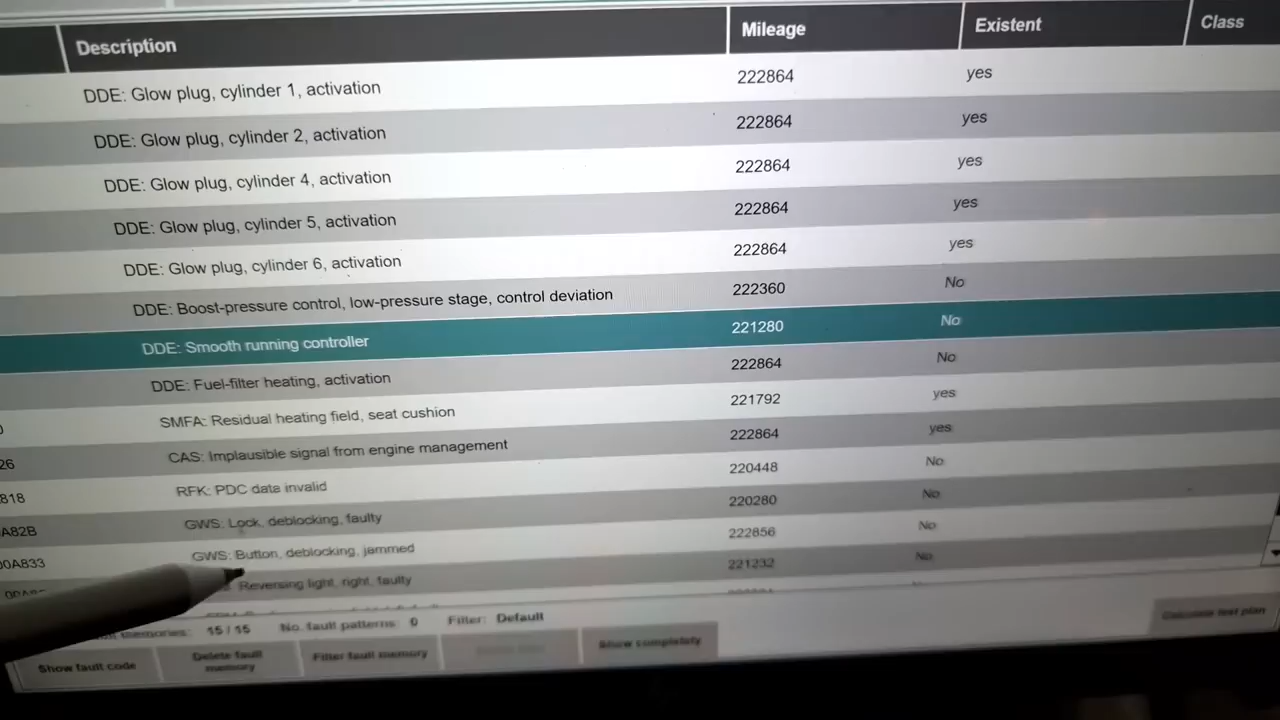 Description Mileage Existent Class
DDE: Glow plug, cylinder 1, activation 222864 yes
DDE: Glow plug, cylinder 2, activation 222864 yes
DDE: Glow plug, cylinder 4, activation 222864 yes
DDE: Glow plug, cylinder 5, activation 222864 yes
DDE: Glow plug, cylinder 6, activation 222864 yes
DDE: Boost-pressure control, low-pressure stage, control deviation 222360 No
DDE: Smooth running controller 221280 No
DDE: Fuel-filter heating, activation 222864 No
SMFA: Residual heating field, seat cushion 221792 yes
26 CAS: Implausible signal from engine management 222864 yes
818 RFK: PDC data invalid 220448 No
A82B GWS: Lock, deblocking, faulty 220280 No
00A833 GWS: Button, deblocking, jammed 222856 No
Reversing light, right, faulty 221232 No
memories: 15 / 15 No. fault patterns: 0 Filter: Default
Calculate test plan
Show fault code Delete fault memory Filter fault memory Show completely